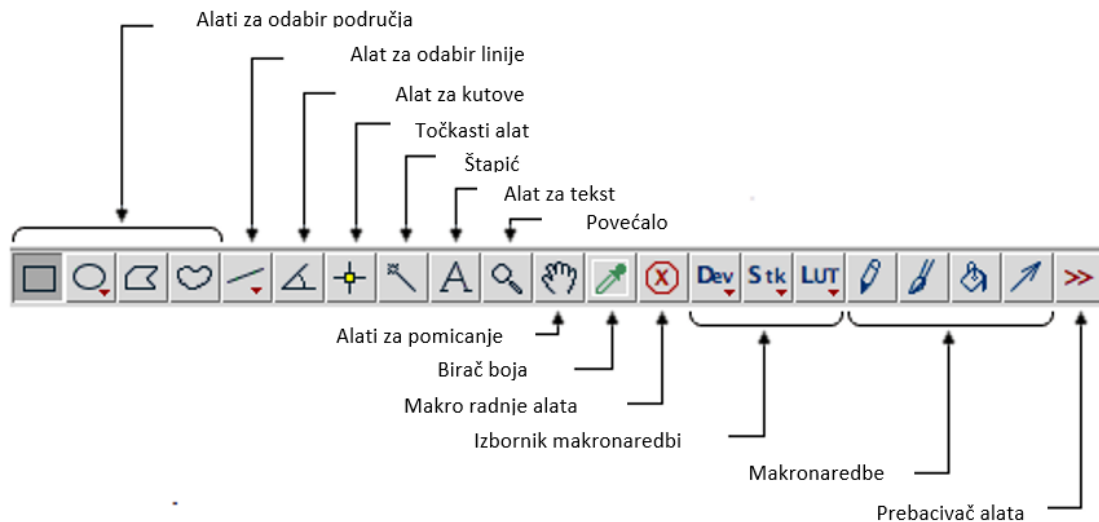 Alati za odabir područja
Alat za odabir linije
Alat za kutove
Točkasti alat
Štapić
Alat za tekst
Povećalo
A Dev Stk LUT >>
Alati za pomicanje
Birač boja
Makro radnje alata
Izbornik makronaredbi
Makronaredbe
Prebacivač alata